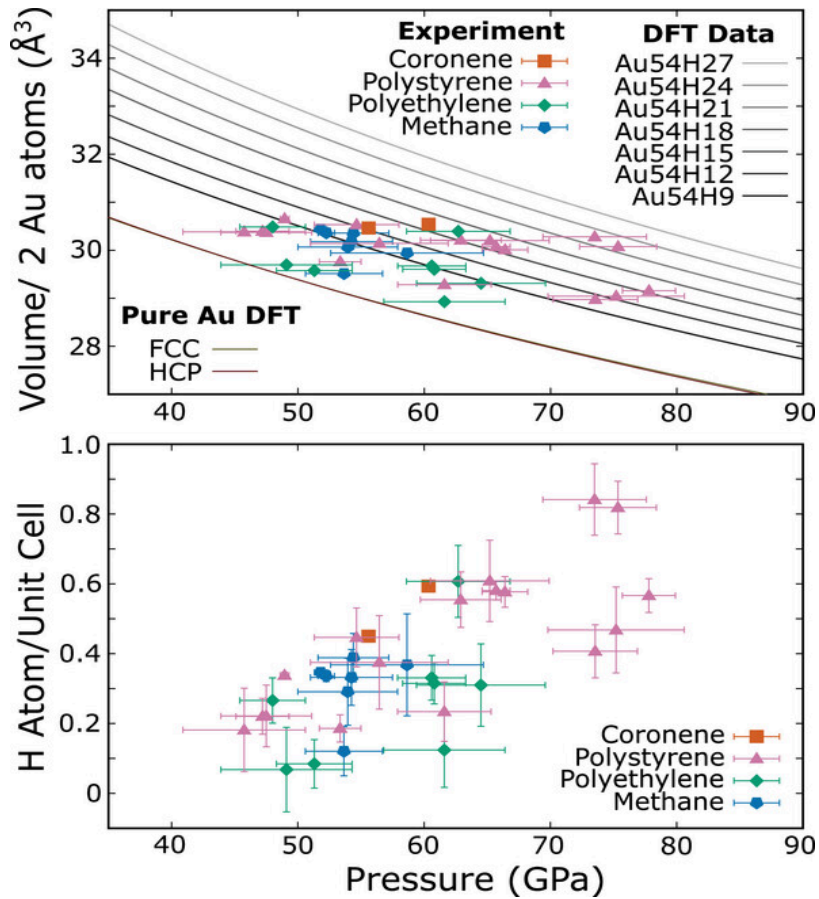 Volume/ 2 Au atoms (Å³)
34
32
30
28
Experiment
Coronene
Polystyrene
Polyethylene
Methane
DFT Data
Au54H27
Au54H24
Au54H21
Au54H18
Au54H15
Au54H12
Au54H9
Pure Au DFT
FCC
HCP
40 50 60 70 80 90
H Atom/Unit Cell
1.0
0.8
0.6
0.4
0.2
0
Coronene
Polystyrene
Polyethylene
Methane
40 50 60 70 80 90
Pressure (GPa)